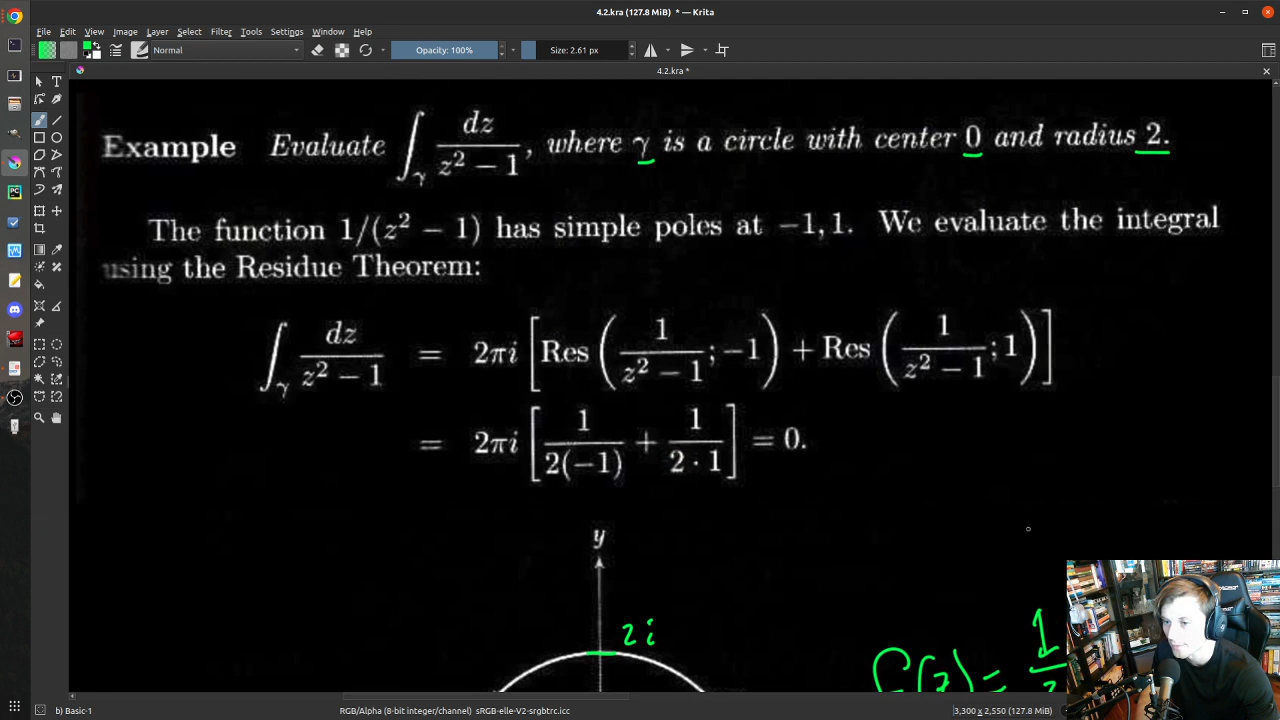 4.2.kra (127.8 MiB) * — Krita
File Edit View Image Layer Select Filter Tools Settings Window Help
Normal
Opacity: 100%
Size: 2.61 px
4.2.kra *
Example Evaluate ∫_γ dz/(z² − 1), where γ is a circle with center 0 and radius 2.
The function 1/(z² − 1) has simple poles at −1, 1. We evaluate the integral
using the Residue Theorem:
∫_γ dz/(z² − 1) = 2πi [Res (1/(z² − 1); −1) + Res (1/(z² − 1); 1)]
= 2πi [1/(2(−1)) + 1/(2 · 1)] = 0.
y
2i
f(z) = 1
b) Basic-1
RGB/Alpha (8-bit integer/channel) sRGB-elle-V2-srgbtrc.icc
3,300 x 2,550 (127.8 MiB)